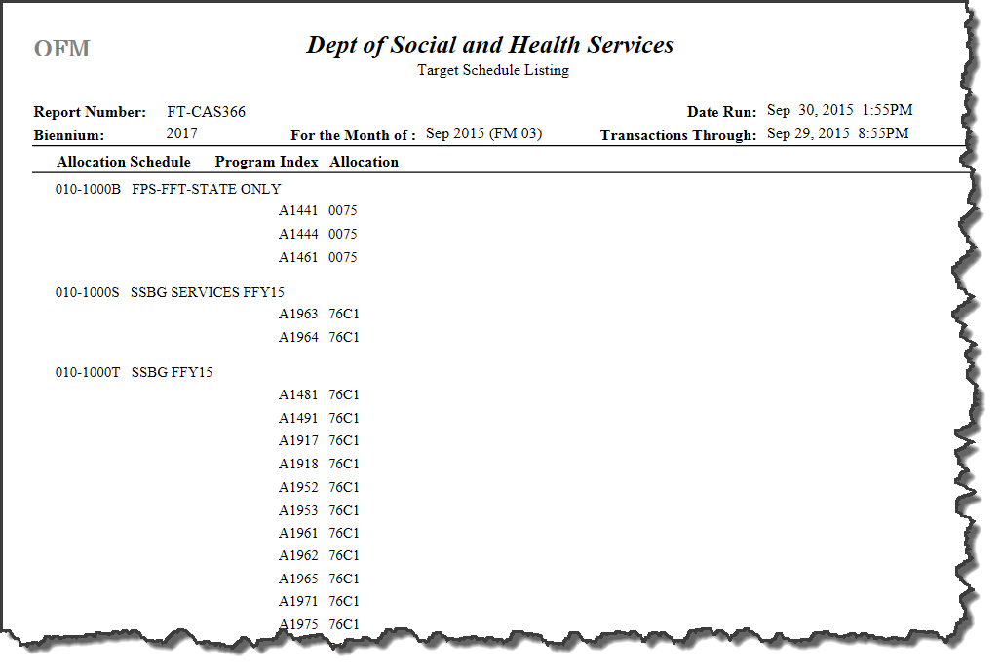 OFM
Dept of Social and Health Services
Target Schedule Listing
Report Number: FT-CAS366 Date Run: Sep 30, 2015 1:55PM
Biennium: 2017 For the Month of : Sep 2015 (FM 03) Transactions Through: Sep 29, 2015 8:55PM
Allocation Schedule Program Index Allocation
010-1000B FPS-FFT-STATE ONLY
A1441 0075
A1444 0075
A1461 0075
010-1000S SSBG SERVICES FFY15
A1963 76C1
A1964 76C1
010-1000T SSBG FFY15
A1481 76C1
A1491 76C1
A1917 76C1
A1918 76C1
A1952 76C1
A1953 76C1
A1961 76C1
A1962 76C1
A1965 76C1
A1971 76C1
A1975 76C1